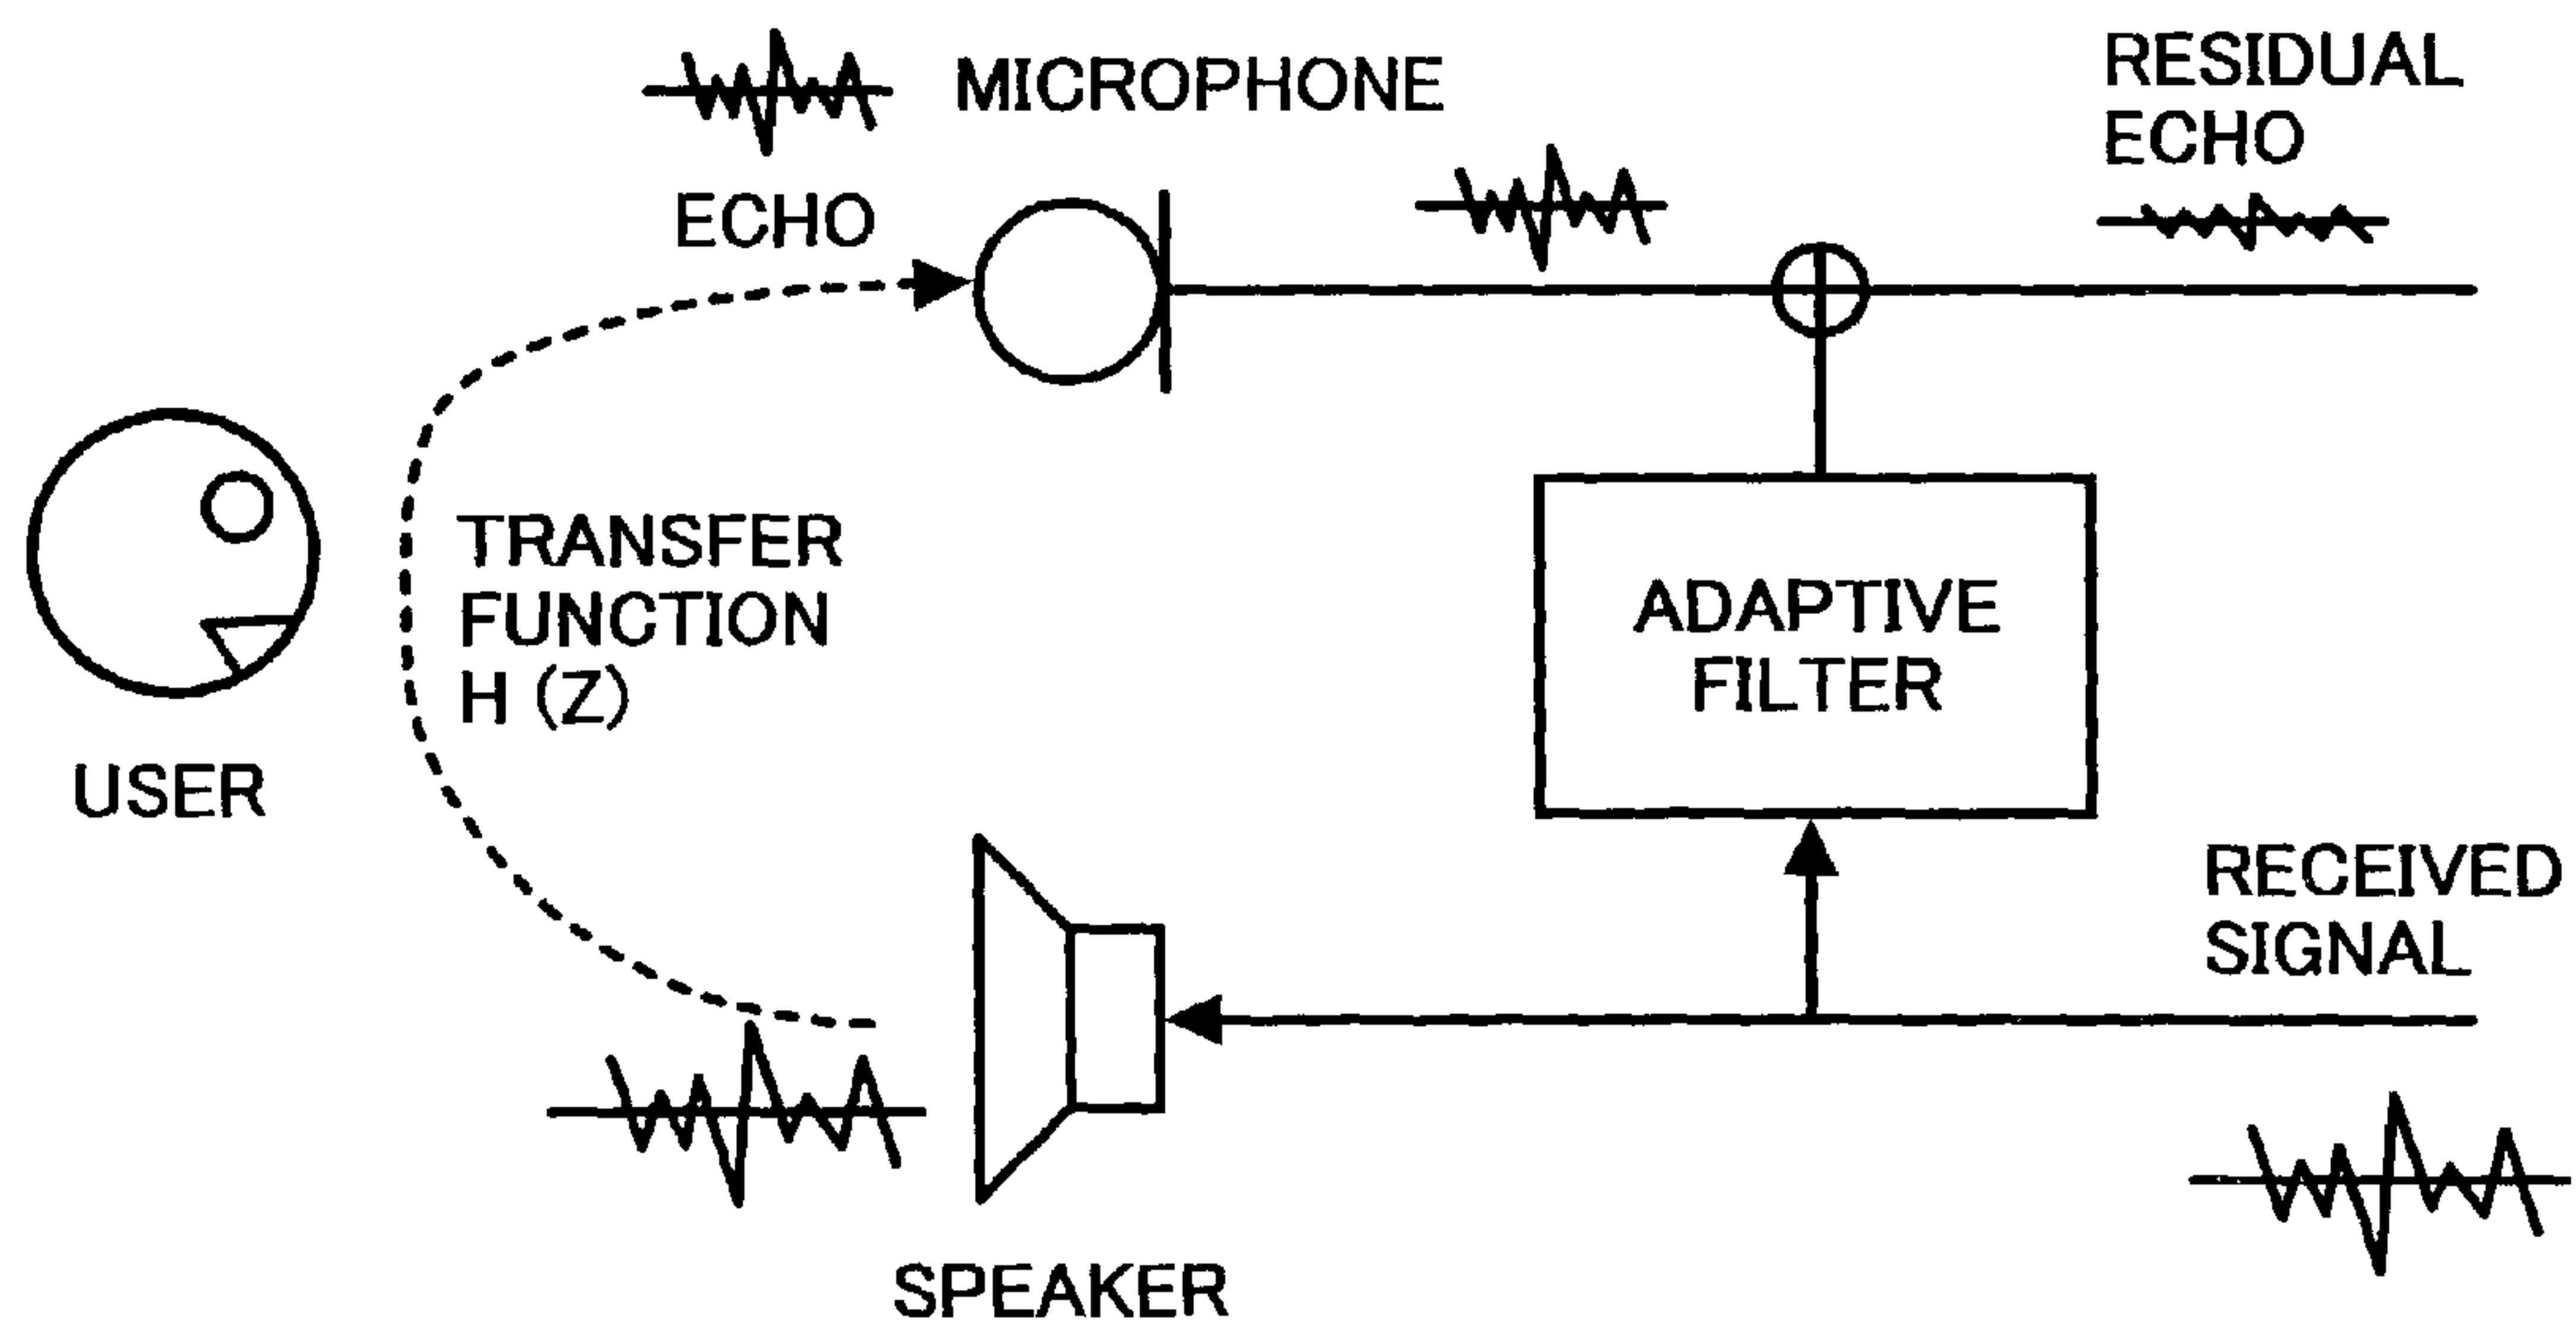 MICROPHONE
RESIDUAL
ECHO
ECHO
TRANSFER
FUNCTION
H (Z)
ADAPTIVE
FILTER
USER
RECEIVED
SIGNAL
SPEAKER